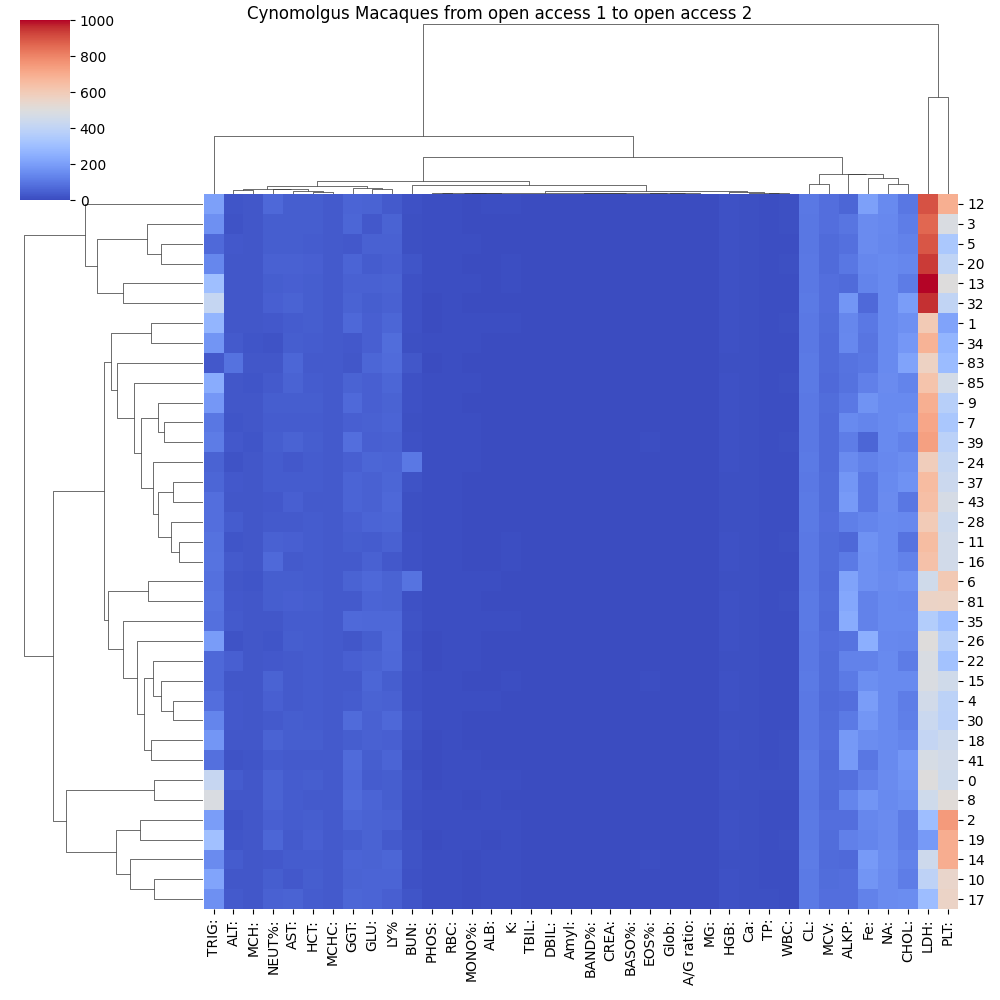 Cynomolgus Macaques from open access 1 to open access 2
1000
800
600
400
200
0
12
3
5
20
13
32
1
34
83
85
9
7
39
24
37
43
28
11
16
6
81
35
26
22
15
4
30
18
41
0
8
2
19
14
10
17
TRIG:
ALT:
MCH:
NEUT%:
AST:
HCT:
MCHC:
GGT:
GLU:
LY%
BUN:
PHOS:
RBC:
MONO%:
ALB:
K:
TBIL:
DBIL:
Amyl:
BAND%:
CREA:
BASO%:
EOS%:
Glob:
A/G ratio:
MG:
HGB:
Ca:
TP:
WBC:
CL:
MCV:
ALKP:
Fe:
NA:
CHOL:
LDH:
PLT: